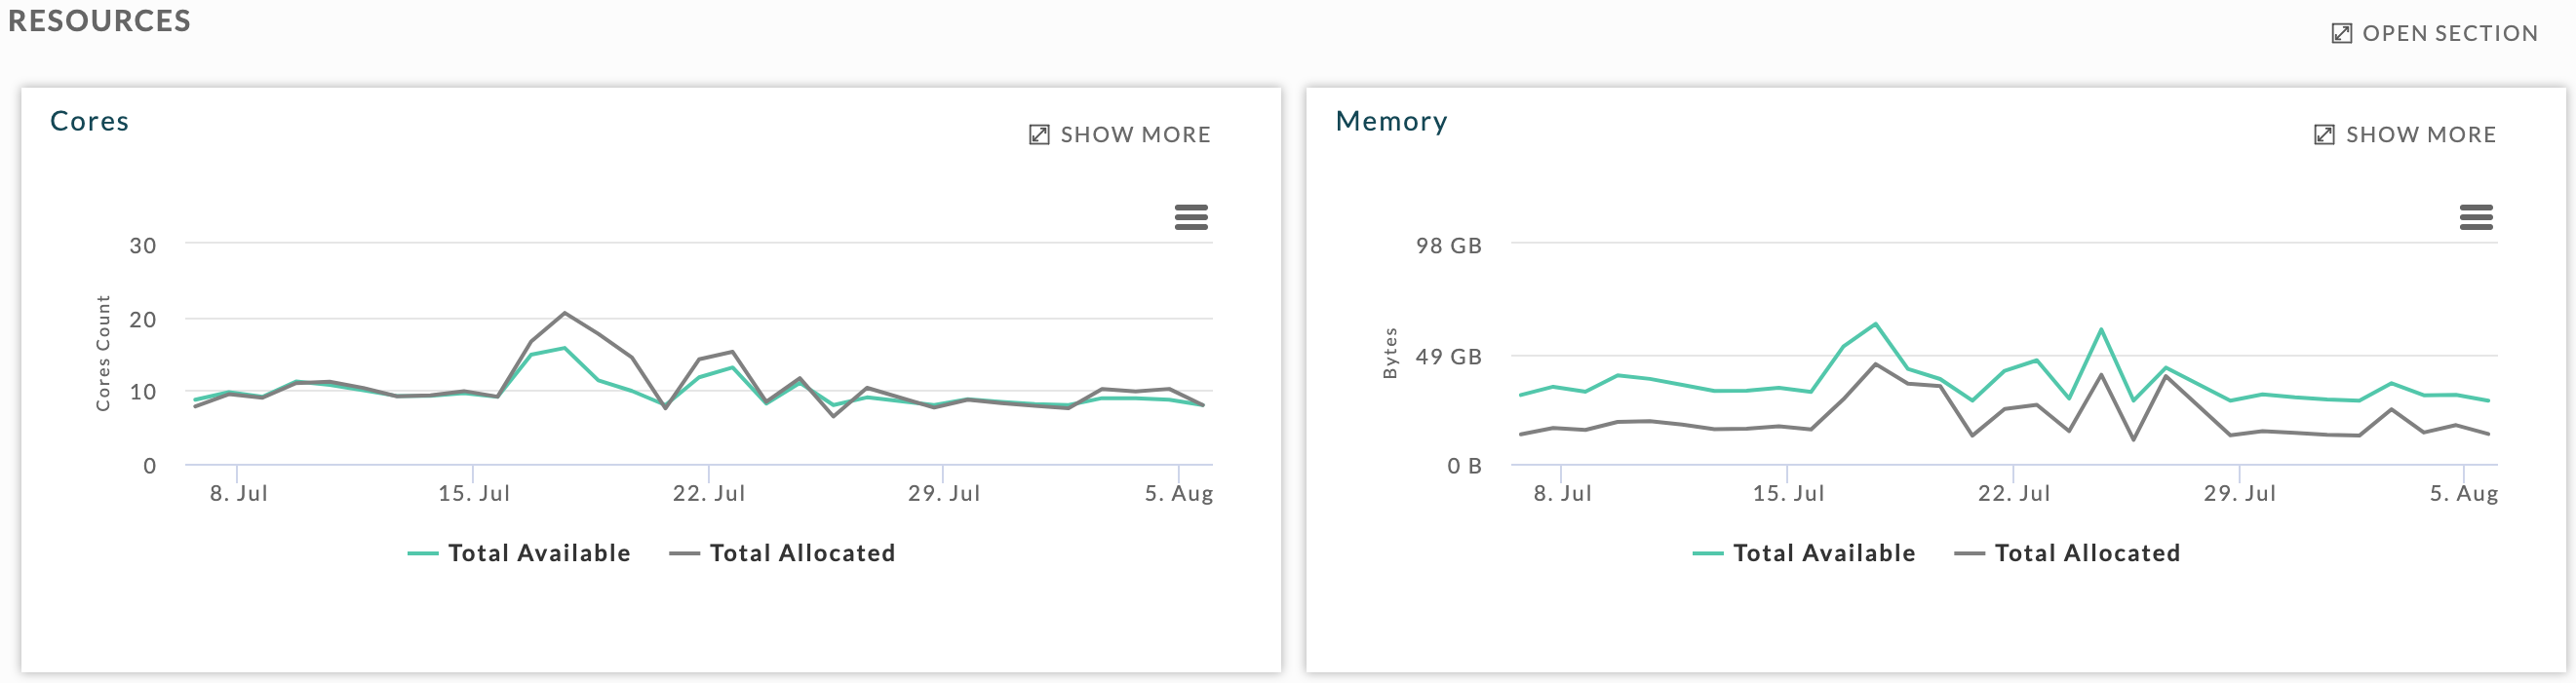 RESOURCES
OPEN SECTION
Cores
SHOW MORE
30
20
10
0
Cores Count
8. Jul
15. Jul
22. Jul
29. Jul
5. Aug
Total Available
Total Allocated
Memory
SHOW MORE
98 GB
49 GB
0 B
Bytes
8. Jul
15. Jul
22. Jul
29. Jul
5. Aug
Total Available
Total Allocated